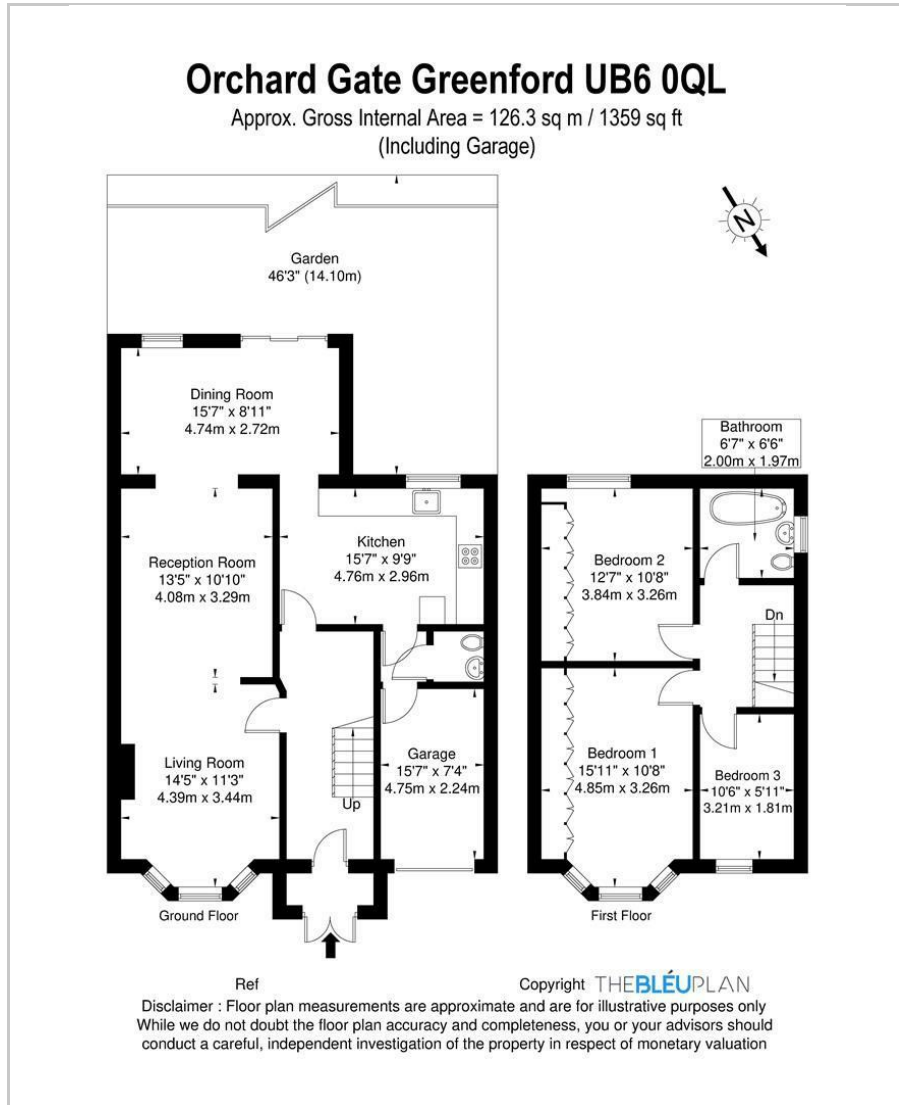 Orchard Gate Greenford UB6 0QL
Approx. Gross Internal Area = 126.3 sq m / 1359 sq ft
(Including Garage)
N
Garden
46'3" (14.10m)
Dining Room
15'7" x 8'11"
4.74m x 2.72m
Bathroom
6'7" x 6'6"
2.00m x 1.97m
Reception Room
13'5" x 10'10"
4.08m x 3.29m
Kitchen
15'7" x 9'9"
4.76m x 2.96m
Bedroom 2
12'7" x 10'8"
3.84m x 3.26m
Dn
Living Room
14'5" x 11'3"
4.39m x 3.44m
Up
Garage
15'7" x 7'4"
4.75m x 2.24m
Bedroom 1
15'11" x 10'8"
4.85m x 3.26m
Bedroom 3
10'6" x 5'11"
3.21m x 1.81m
Ground Floor
First Floor
Ref
Copyright THEBLÉUPLAN
Disclaimer : Floor plan measurements are approximate and are for illustrative purposes only
While we do not doubt the floor plan accuracy and completeness, you or your advisors should
conduct a careful, independent investigation of the property in respect of monetary valuation